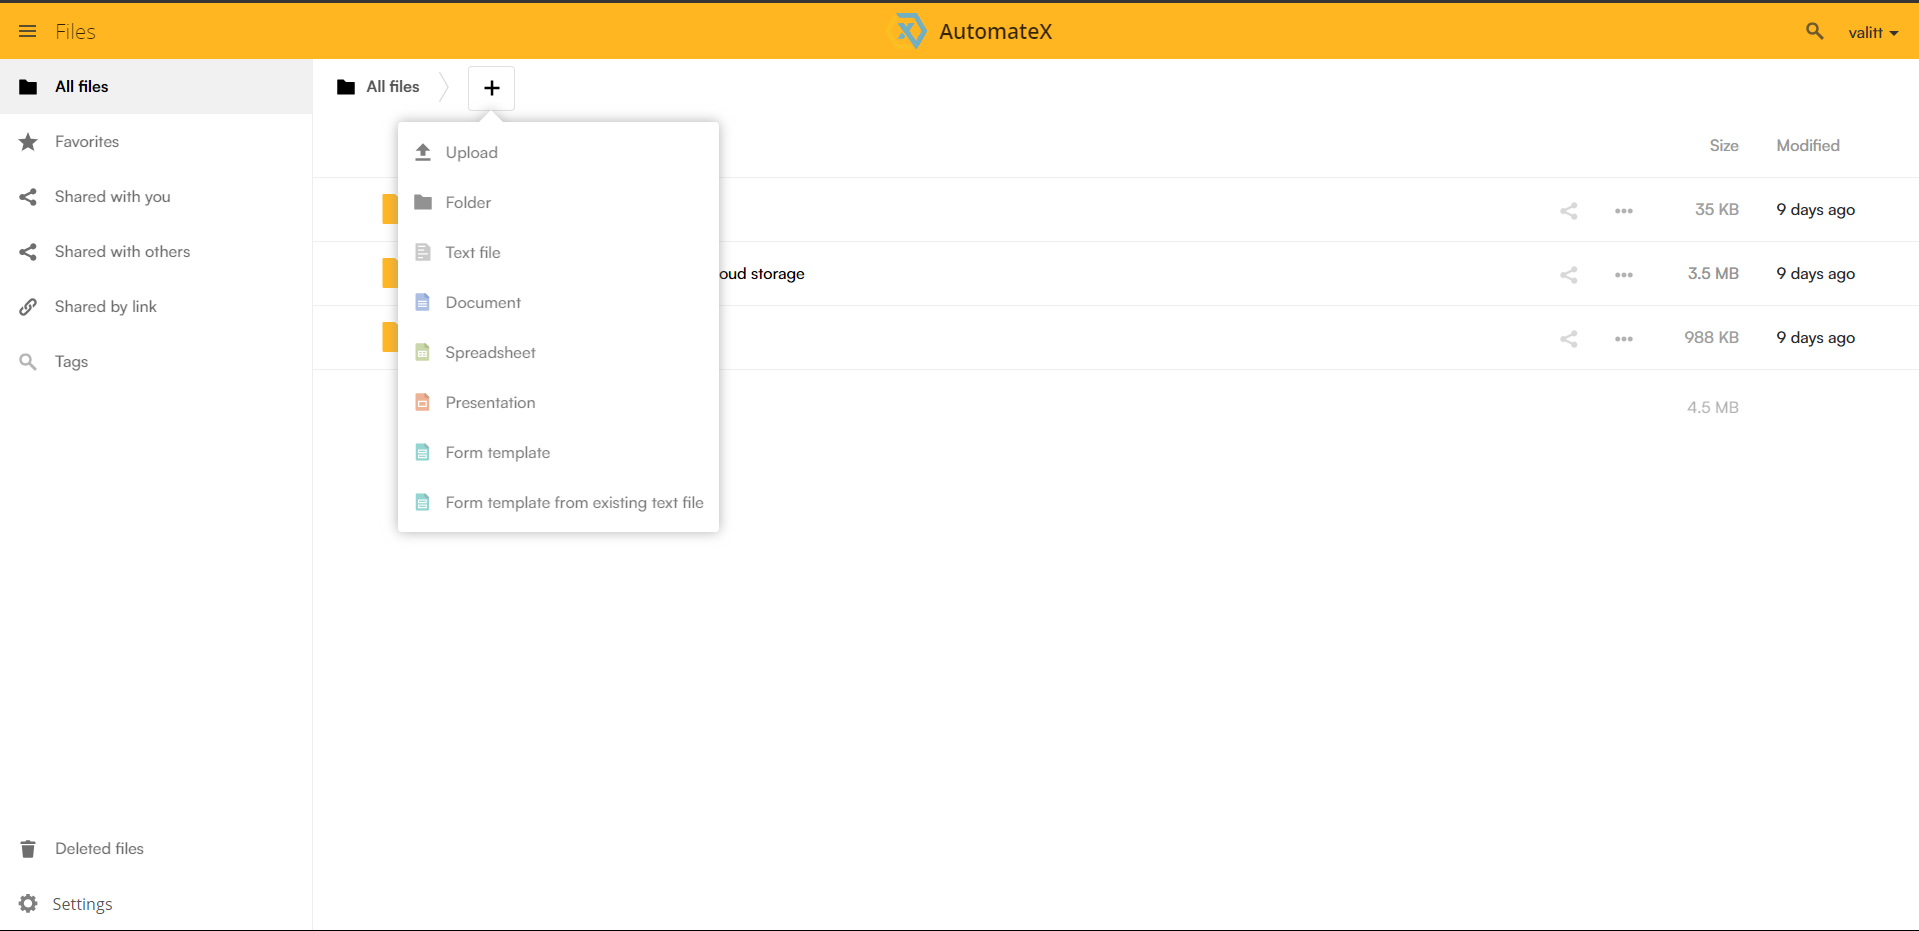 Files
AutomateX
valitt
All files
Favorites
Shared with you
Shared with others
Shared by link
Tags
Deleted files
Settings
All files
+
Upload
Folder
Text file
Document
Spreadsheet
Presentation
Form template
Form template from existing text file
Size Modified
35 KB 9 days ago
oud storage 3.5 MB 9 days ago
988 KB 9 days ago
4.5 MB